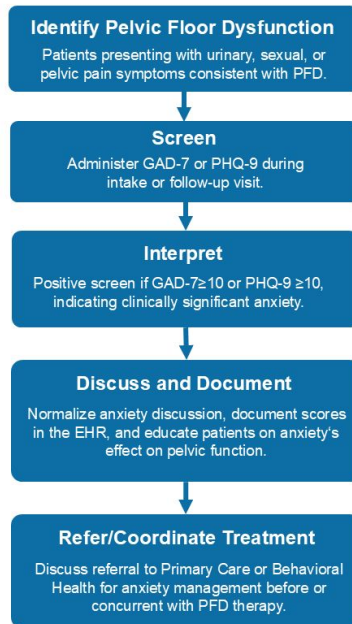 Identify Pelvic Floor Dysfunction
Patients presenting with urinary, sexual, or
pelvic pain symptoms consistent with PFD.
Screen
Administer GAD-7 or PHQ-9 during
intake or follow-up visit.
Interpret
Positive screen if GAD-7≥10 or PHQ-9 ≥10,
indicating clinically significant anxiety.
Discuss and Document
Normalize anxiety discussion, document scores
in the EHR, and educate patients on anxiety‘s
effect on pelvic function.
Refer/Coordinate Treatment
Discuss referral to Primary Care or Behavioral
Health for anxiety management before or
concurrent with PFD therapy.